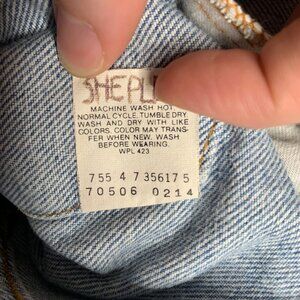 SHEPL
MACHINE WASH HOT
NORMAL CYCLE. TUMBLE DRY
WASH AND DRY WITH LIKE
COLORS. COLOR MAY TRANS-
FER WHEN NEW. WASH
BEFORE WEARING.
WPL 423
755 4 7 356175
70506 0214